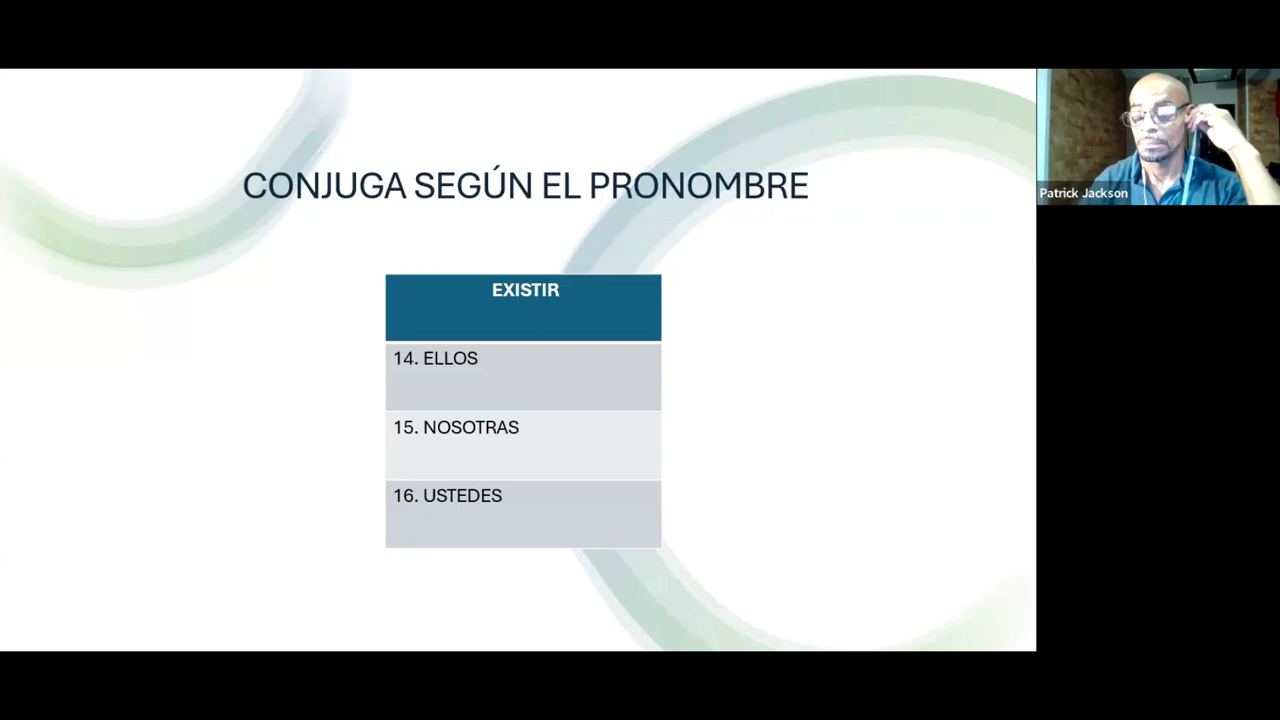 CONJUGA SEGÚN EL PRONOMBRE
EXISTIR
14. ELLOS
15. NOSOTRAS
16. USTEDES
Patrick Jackson